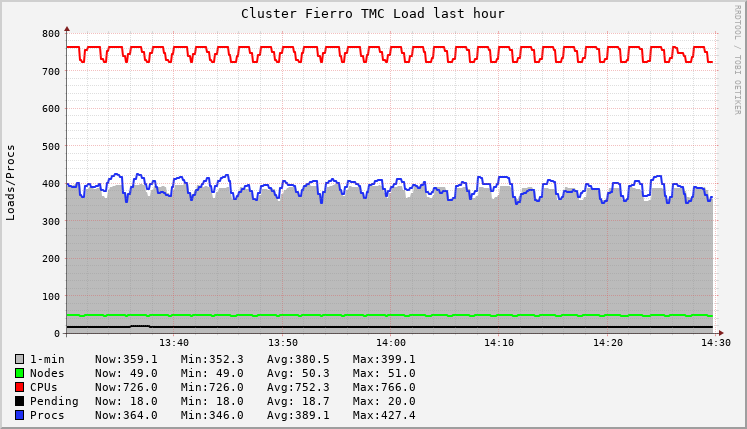 Cluster Fierro TMC Load last hour
RRDTOOL / TOBI OETIKER
Loads/Procs
800
700
600
500
400
300
200
100
0
13:40 13:50 14:00 14:10 14:20 14:30
1-min Now:359.1 Min:352.3 Avg:380.5 Max:399.1
Nodes Now: 49.0 Min: 49.0 Avg: 50.3 Max: 51.0
CPUs Now:726.0 Min:726.0 Avg:752.3 Max:766.0
Pending Now: 18.0 Min: 18.0 Avg: 18.7 Max: 20.0
Procs Now:364.0 Min:346.0 Avg:389.1 Max:427.4